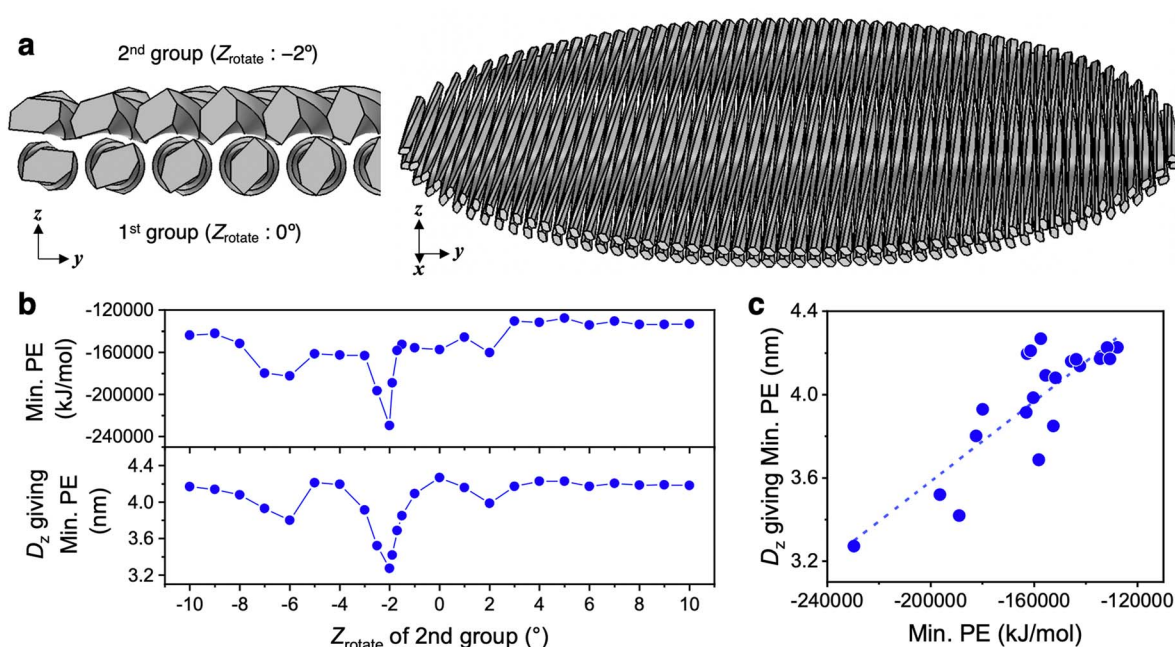 a
2nd group (Zrotate : −2°)
1st group (Zrotate : 0°)
z
y
z
x
y
b
-120000
-160000
-200000
-240000
Min. PE
(kJ/mol)
4.4
4.0
3.6
3.2
Dz giving
Min. PE
(nm)
-10 -8 -6 -4 -2 0 2 4 6 8 10
Zrotate of 2nd group (°)
c
4.4
4.0
3.6
3.2
Dz giving Min. PE (nm)
-240000 -200000 -160000 -120000
Min. PE (kJ/mol)